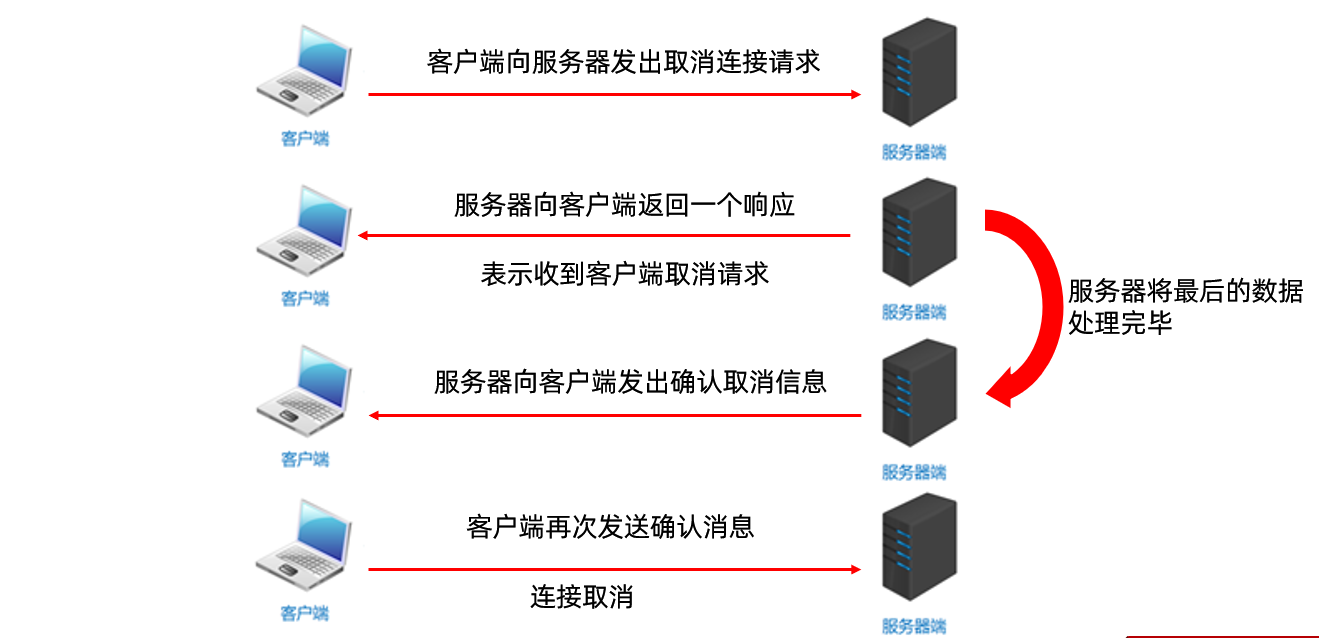 客户端向服务器发出取消连接请求
客户端
服务器端
服务器向客户端返回一个响应
表示收到客户端取消请求
客户端
服务器端
服务器将最后的数据
处理完毕
服务器向客户端发出确认取消信息
客户端
服务器端
客户端再次发送确认消息
连接取消
客户端
服务器端